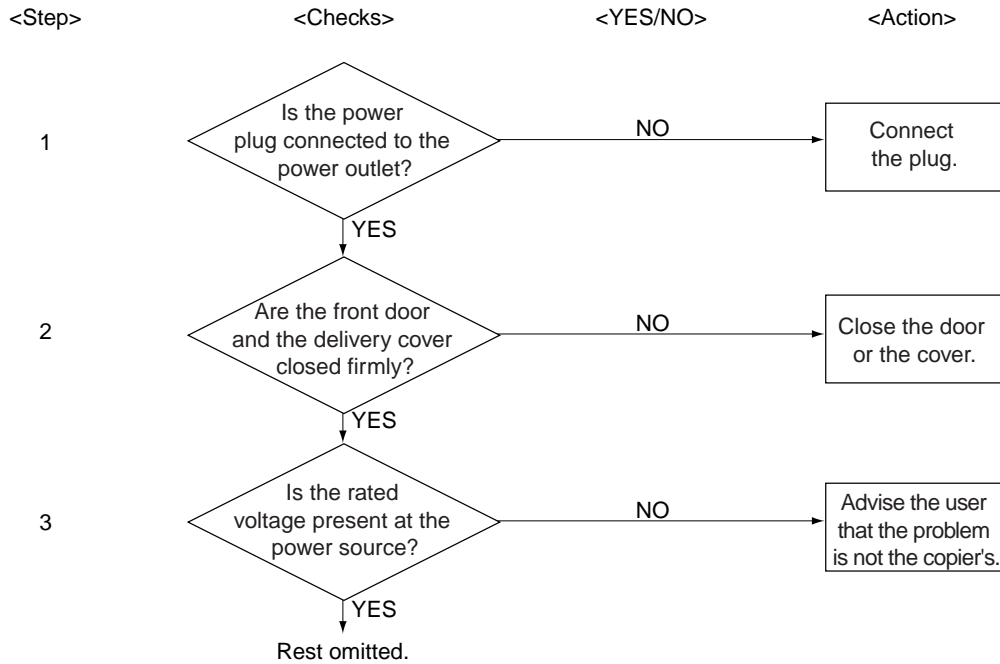 <Step> <Checks> <YES/NO> <Action>
1
Is the power
plug connected to the
power outlet?
NO
Connect
the plug.
YES
2
Are the front door
and the delivery cover
closed firmly?
NO
Close the door
or the cover.
YES
3
Is the rated
voltage present at the
power source?
NO
Advise the user
that the problem
is not the copier's.
YES
Rest omitted.